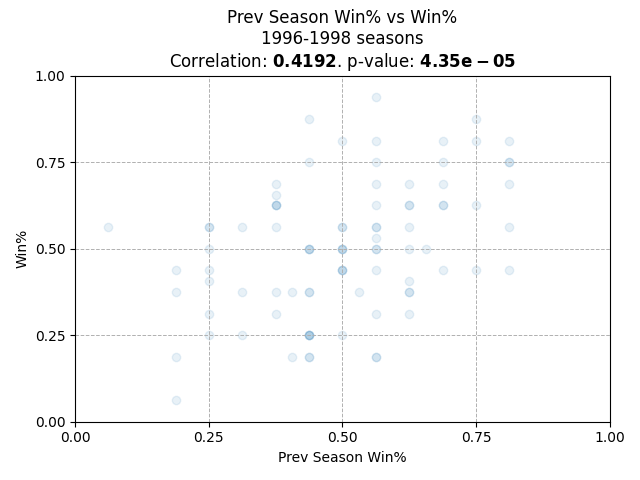 Prev Season Win% vs Win%
1996-1998 seasons
Correlation: 0.4192. p-value: 4.35e − 05
1.00
0.75
0.50
0.25
0.00
Win%
0.00 0.25 0.50 0.75 1.00
Prev Season Win%